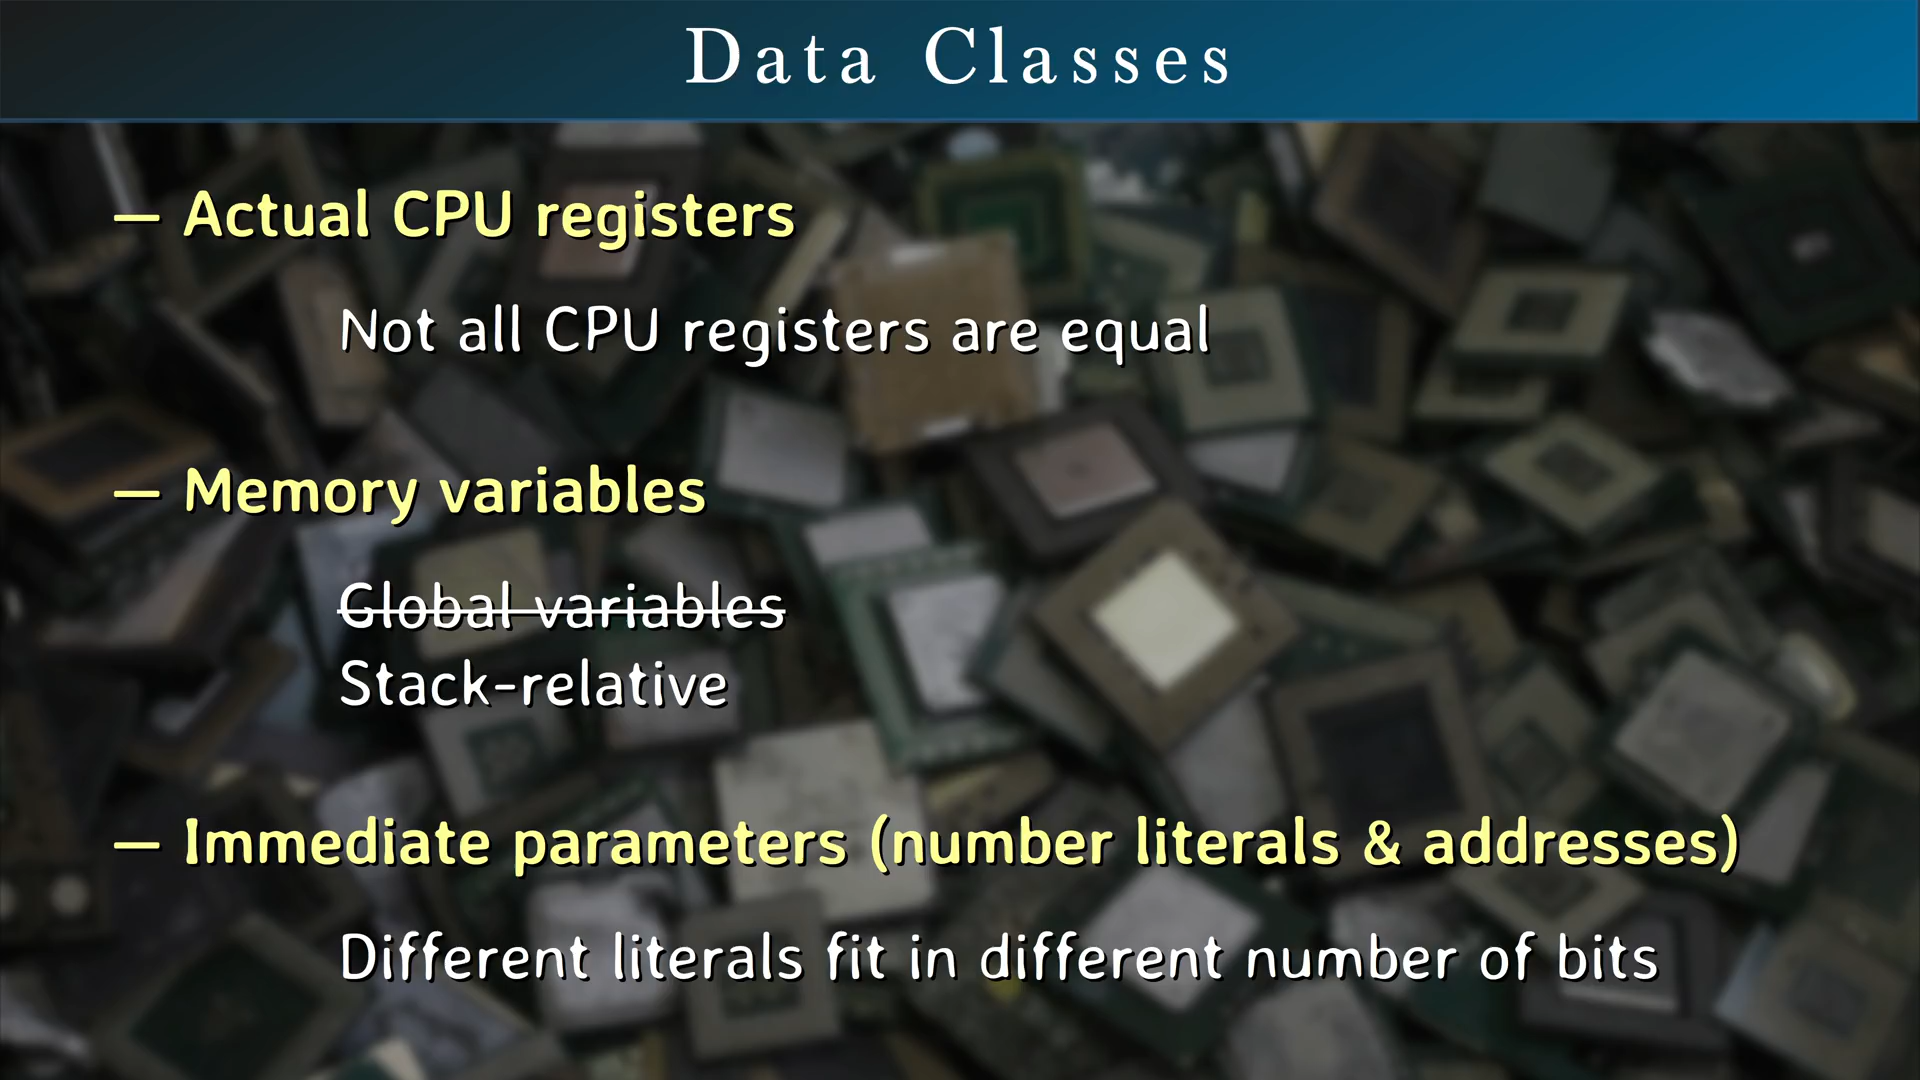 Data Classes
— Actual CPU registers
Not all CPU registers are equal
— Memory variables
Global variables
Stack-relative
— Immediate parameters (number literals & addresses)
Different literals fit in different number of bits